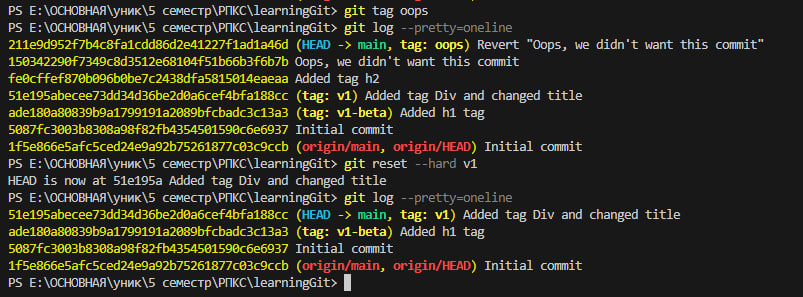 PS E:\ОСНОВНАЯ\уник\5 семестр\РПКС\learningGit> git tag oops
PS E:\ОСНОВНАЯ\уник\5 семестр\РПКС\learningGit> git log --pretty=oneline
211e9d952f7b4c8fa1cdd86d2e41227f1ad1a46d (HEAD -> main, tag: oops) Revert "Oops, we didn't want this commit"
150342290f7349c8d3512e68104f51b66b3f6b7b Oops, we didn't want this commit
fe0cffef870b096b0be7c2438dfa5815014eaeaa Added tag h2
51e195abecee73dd34d36be2d0a6cef4bfa188cc (tag: v1) Added tag Div and changed title
ade180a80839b9a1799191a2089bfcbadc3c13a3 (tag: v1-beta) Added h1 tag
5087fc3003b8308a98f82fb4354501590c6e6937 Initial commit
1f5e866e5afc5ced24e9a92b75261877c03c9ccb (origin/main, origin/HEAD) Initial commit
PS E:\ОСНОВНАЯ\уник\5 семестр\РПКС\learningGit> git reset --hard v1
HEAD is now at 51e195a Added tag Div and changed title
PS E:\ОСНОВНАЯ\уник\5 семестр\РПКС\learningGit> git log --pretty=oneline
51e195abecee73dd34d36be2d0a6cef4bfa188cc (HEAD -> main, tag: v1) Added tag Div and changed title
ade180a80839b9a1799191a2089bfcbadc3c13a3 (tag: v1-beta) Added h1 tag
5087fc3003b8308a98f82fb4354501590c6e6937 Initial commit
1f5e866e5afc5ced24e9a92b75261877c03c9ccb (origin/main, origin/HEAD) Initial commit
PS E:\ОСНОВНАЯ\уник\5 семестр\РПКС\learningGit>